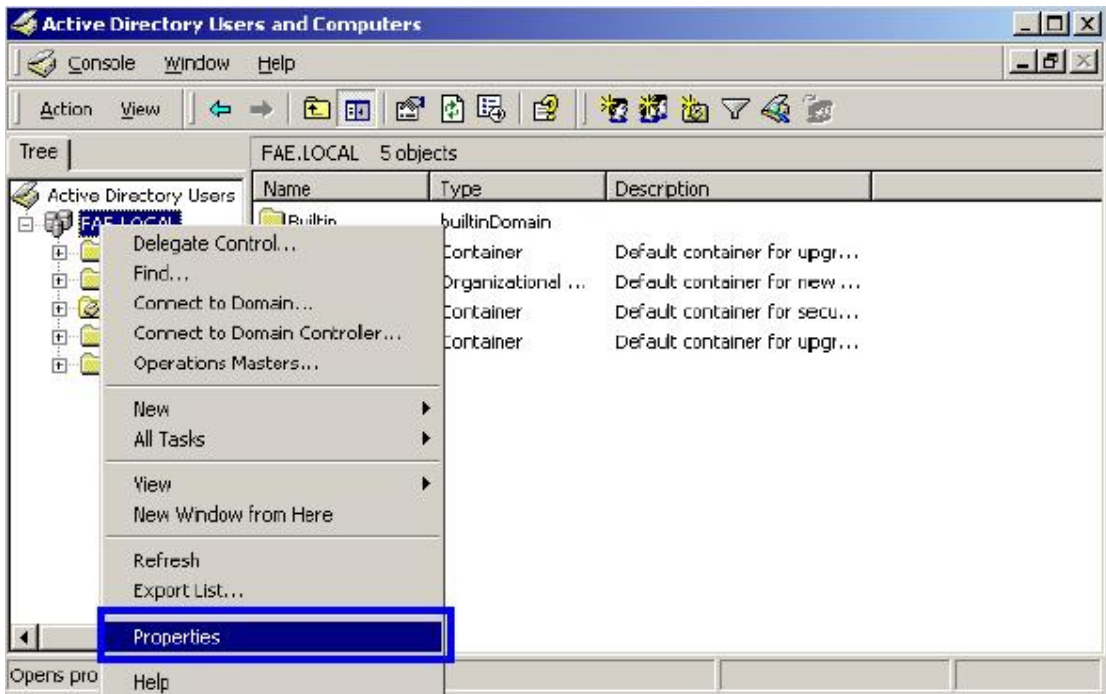 Active Directory Users and Computers
Console Window Help
Action View
Tree FAE.LOCAL 5 objects
Active Directory Users Name Type Description
FAE.LOCAL Builtin builtinDomain
Delegate Control... Container Default container for upgr...
Find... Organizational ... Default container for new ...
Connect to Domain... Container Default container for secu...
Connect to Domain Controller... Container Default container for upgr...
Operations Masters...
New
All Tasks
View
New Window from Here
Refresh
Export List...
Properties
Opens pro
Help